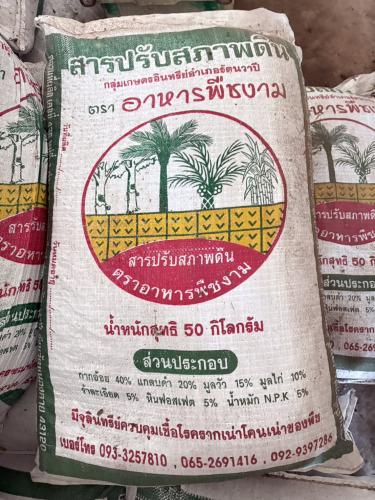 สารปรับสภาพดิน
กลุ่มเกษตรอินทรีย์อำเภอรัตนวาปี
ตรา อาหารพืชงาม
สารปรับสภาพดิน
ตราอาหารพืชงาม
น้ำหนักสุทธิ 50 กิโลกรัม
ส่วนประกอบ
กากอ้อย 40% แกลบดำ 20% มูลวัว 15% มูลไก่ 10%
รำละเอียด 5% หินฟอสเฟต 5% น้ำหมัก N.P.K 5%
มีจุลินทรีย์ควบคุมเชื้อโรครากเน่าโคนเน่าของพืช
เบอร์โทร 093-3257810 , 065-2691416 , 092-9397286